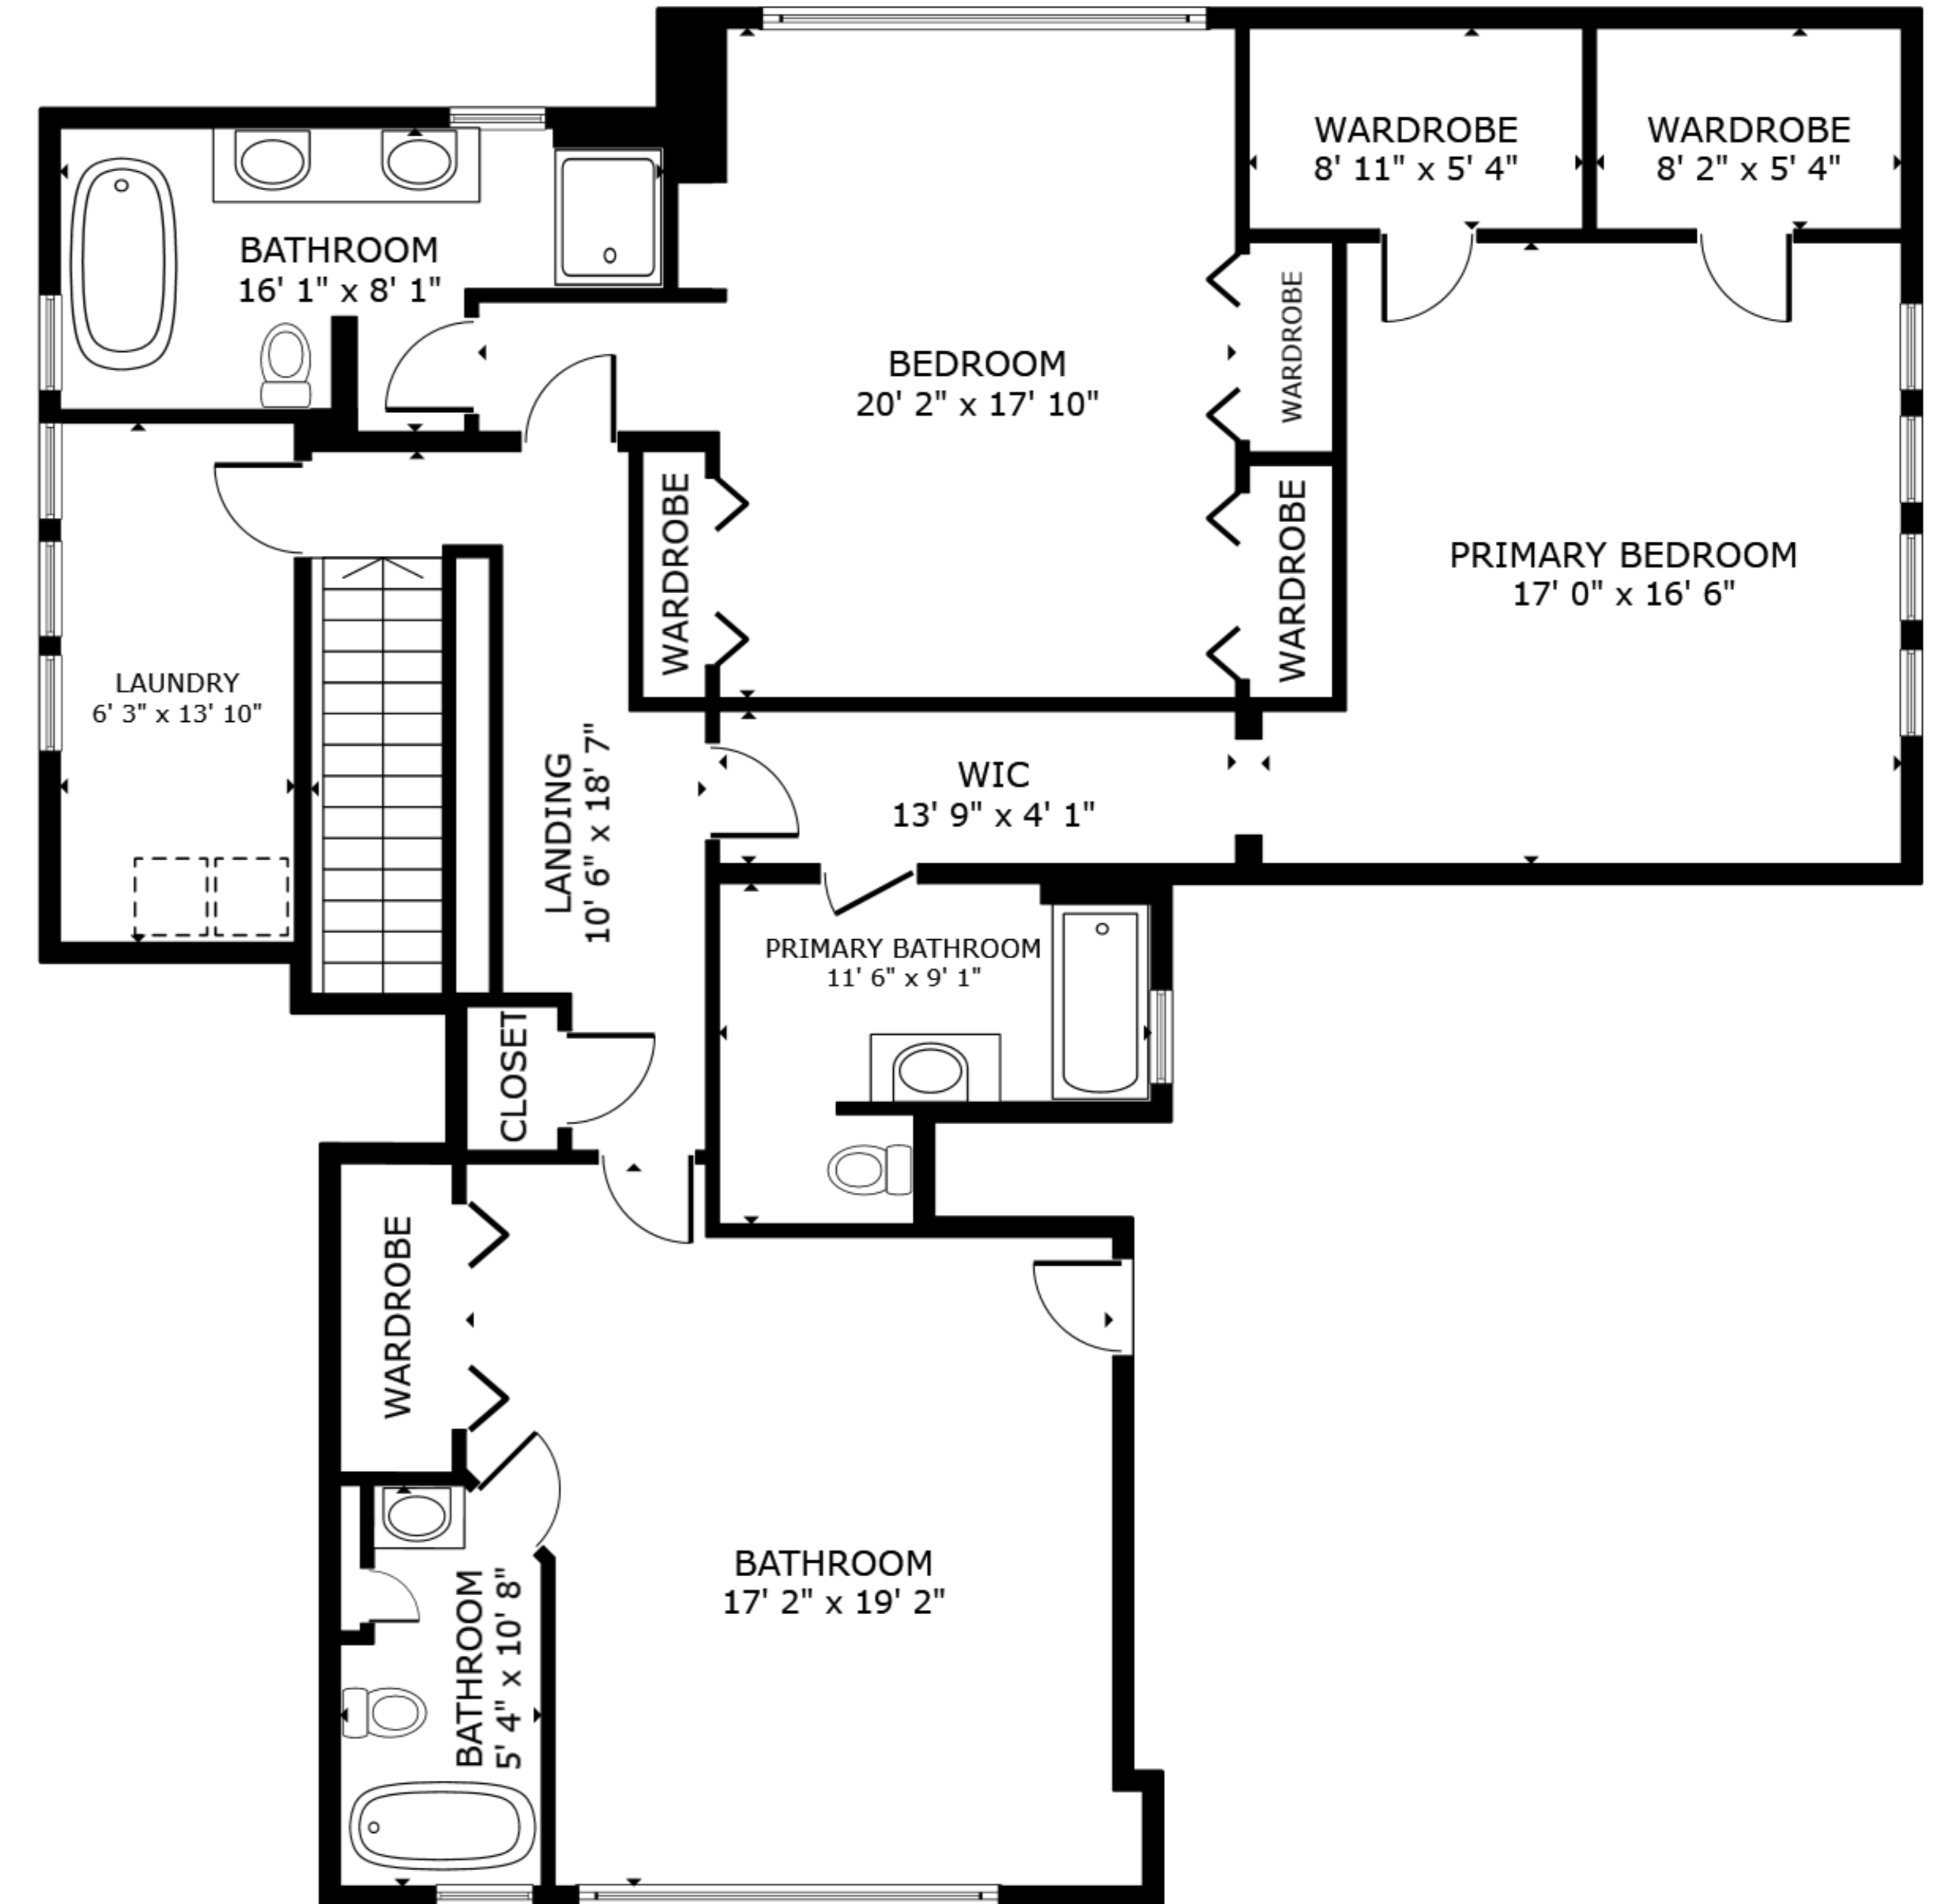 WARDROBE
8' 11" x 5' 4"
WARDROBE
8' 2" x 5' 4"
BATHROOM
16' 1" x 8' 1"
BEDROOM
20' 2" x 17' 10"
WARDROBE
WARDROBE
WARDROBE
PRIMARY BEDROOM
17' 0" x 16' 6"
LAUNDRY
6' 3" x 13' 10"
LANDING
10' 6" x 18' 7"
WIC
13' 9" x 4' 1"
PRIMARY BATHROOM
11' 6" x 9' 1"
CLOSET
WARDROBE
BATHROOM
5' 4" x 10' 8"
BATHROOM
17' 2" x 19' 2"